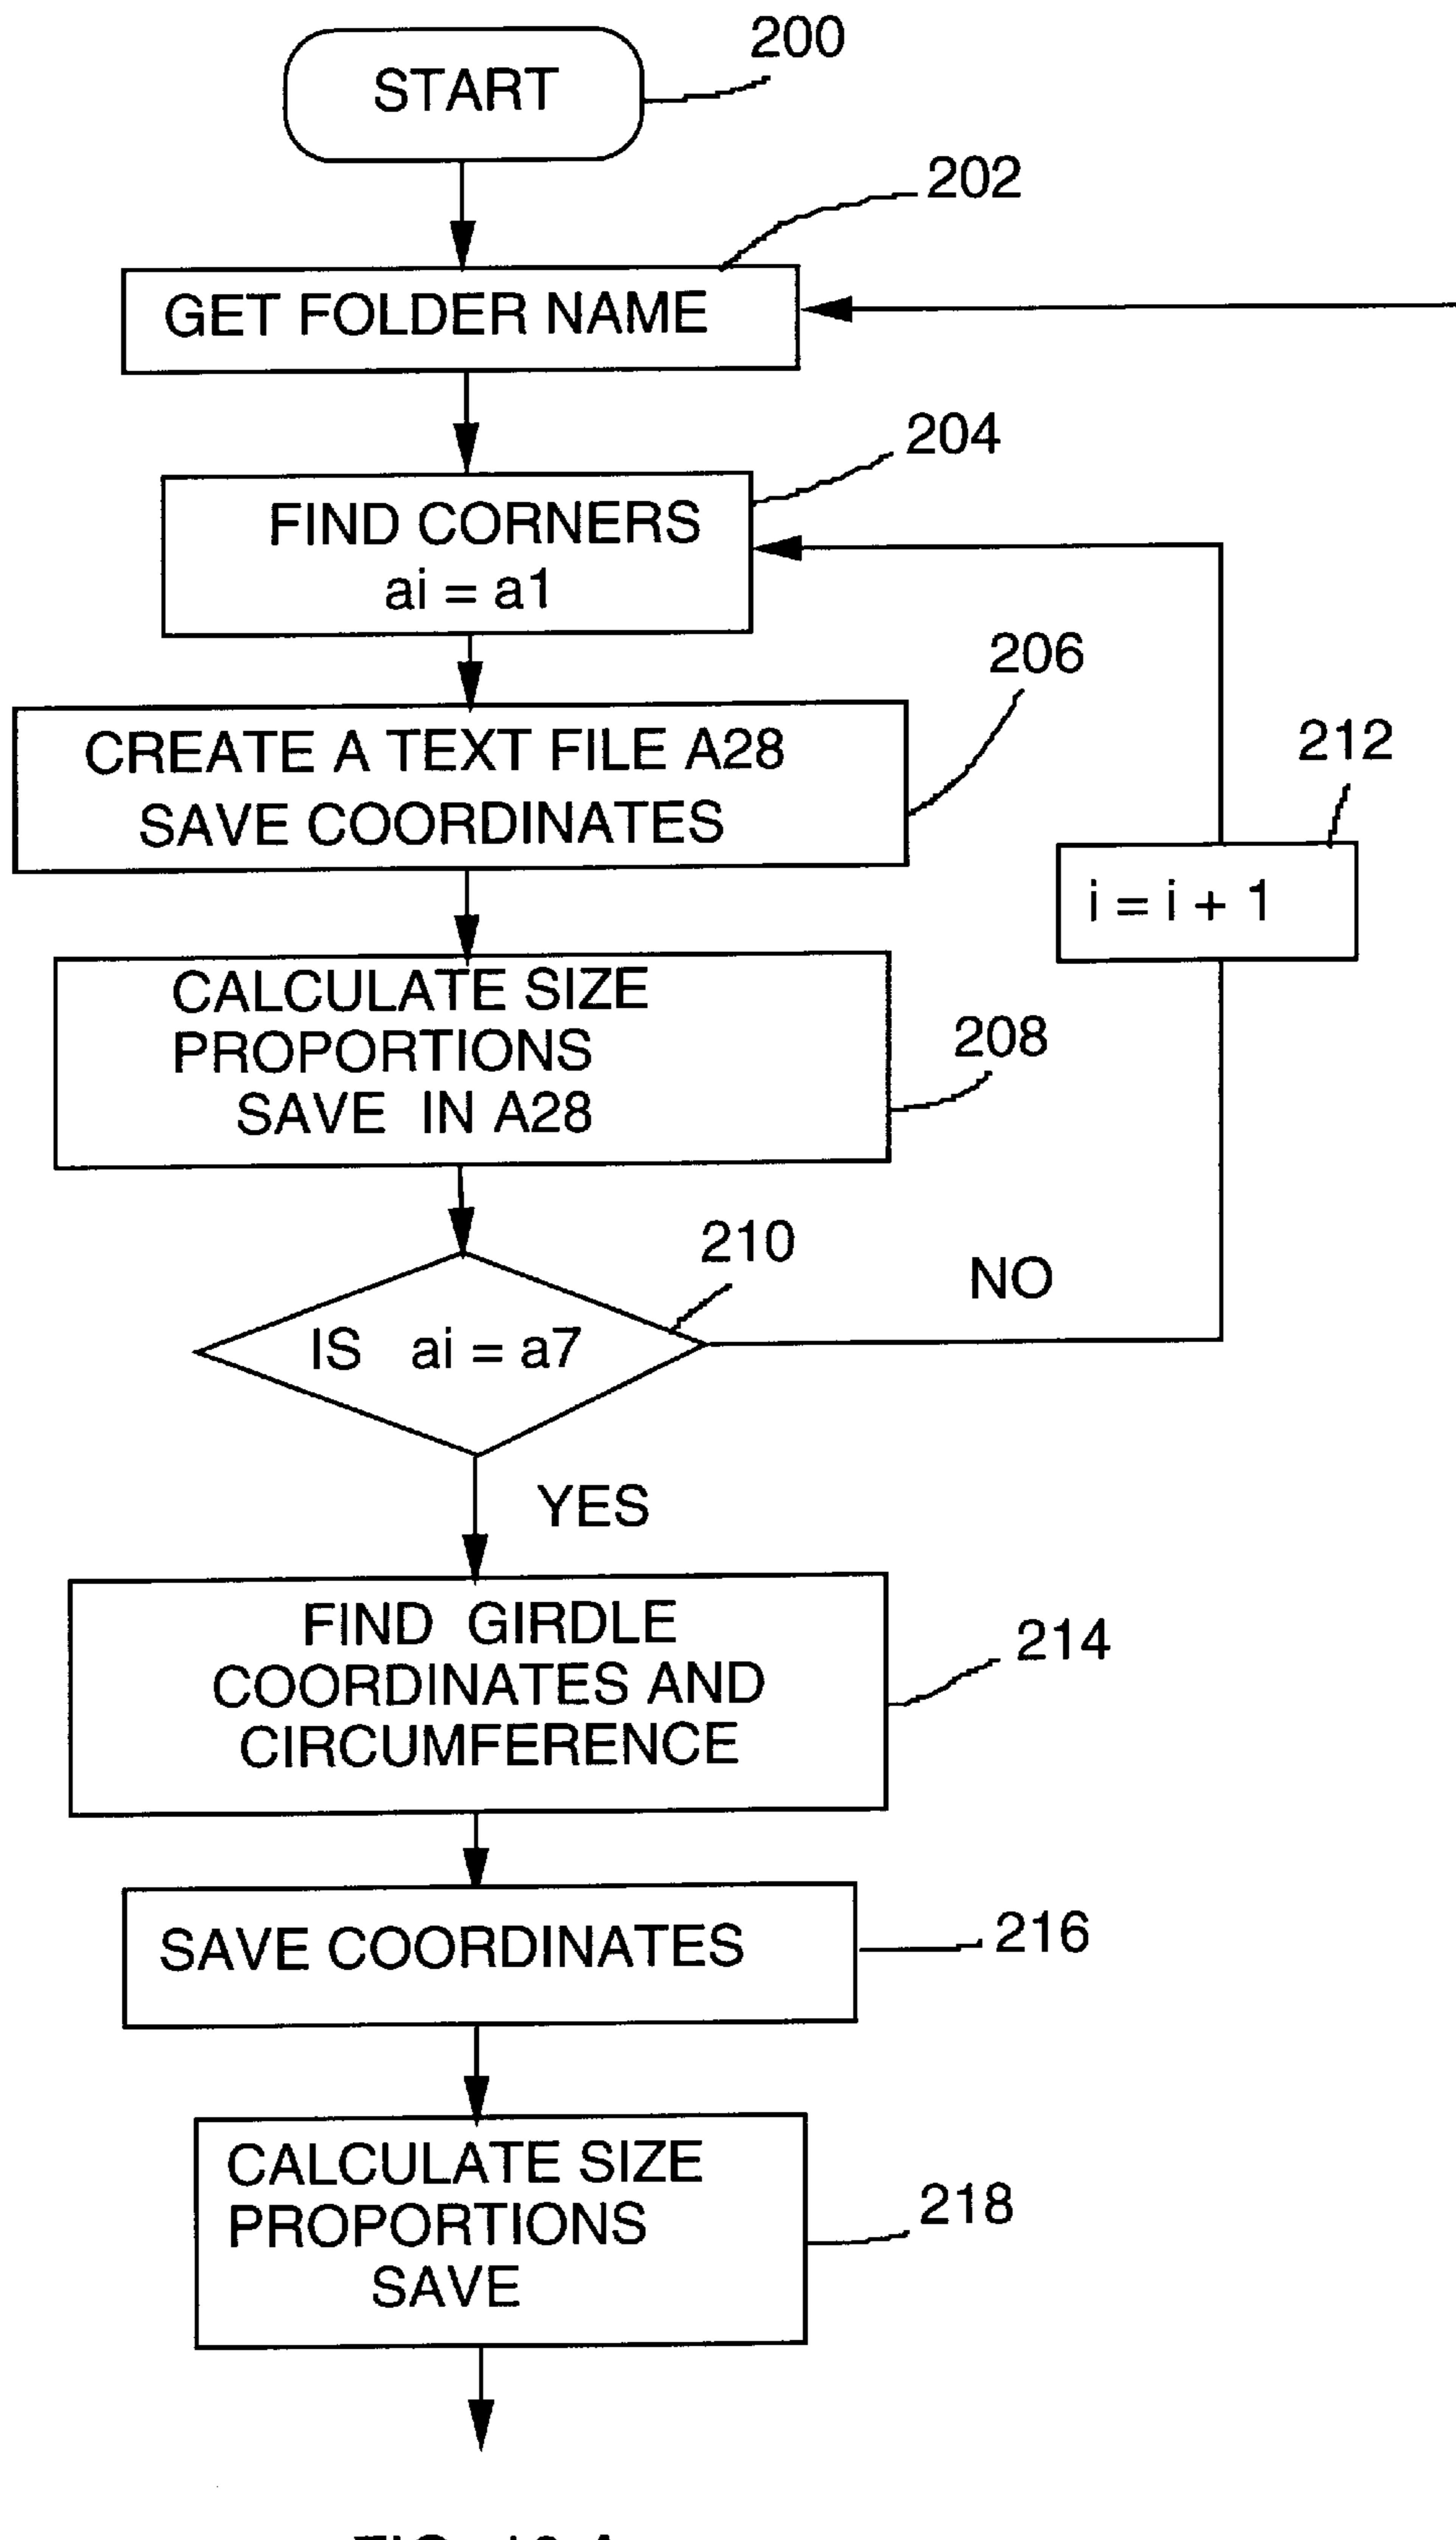 START
200
202
GET FOLDER NAME
204
FIND CORNERS
ai = a1
206
CREATE A TEXT FILE A28
SAVE COORDINATES
212
i = i + 1
CALCULATE SIZE
PROPORTIONS
SAVE IN A28
208
210
NO
IS ai = a7
YES
FIND GIRDLE
COORDINATES AND
CIRCUMFERENCE
214
SAVE COORDINATES
216
CALCULATE SIZE
PROPORTIONS
SAVE
218